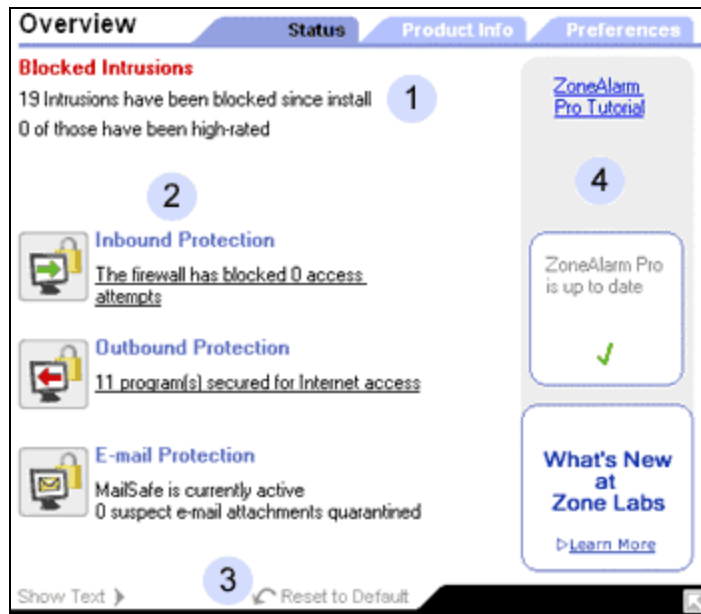 Overview
Status
Product Info
Preferences
Blocked Intrusions
19 Intrusions have been blocked since install
0 of those have been high-rated
1
2
Inbound Protection
The firewall has blocked 0 access
attempts
Outbound Protection
11 program(s) secured for Internet access
E-mail Protection
MailSafe is currently active
0 suspect e-mail attachments quarantined
ZoneAlarm
Pro Tutorial
4
ZoneAlarm Pro
is up to date
What's New
at
Zone Labs
Learn More
Show Text
3
Reset to Default